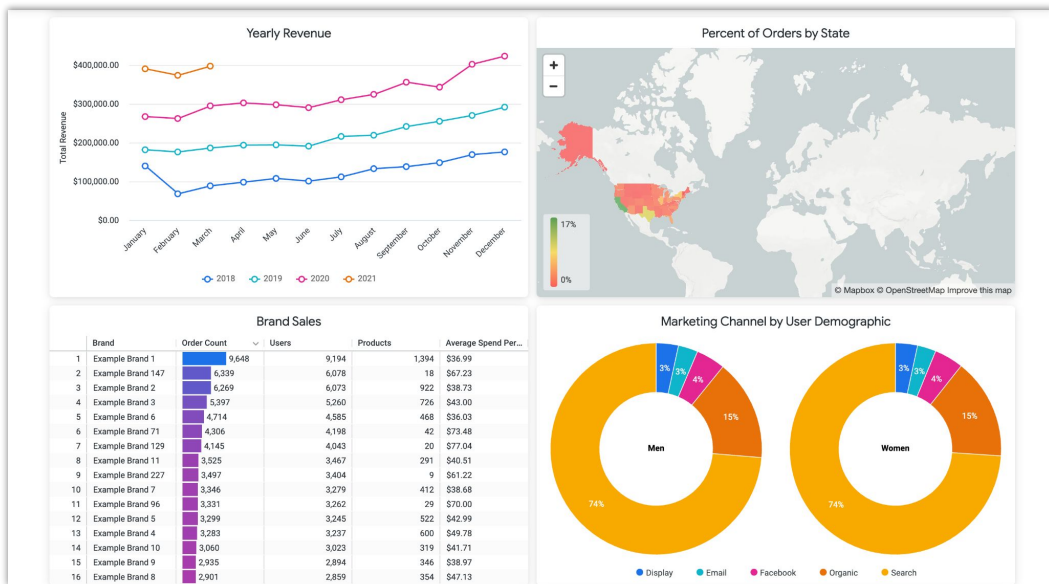 Yearly Revenue
$400,000.00
$300,000.00
$200,000.00
$100,000.00
$0.00
Total Revenue
January
February
March
April
May
June
July
August
September
October
November
December
2018 2019 2020 2021
Percent of Orders by State
+
−
17%
0%
© Mapbox © OpenStreetMap Improve this map
Brand Sales
Brand Order Count Users Products Average Spend Per...
1 Example Brand 1 9,648 9,194 1,394 $36.99
2 Example Brand 147 6,339 6,078 18 $67.23
3 Example Brand 2 6,269 6,073 922 $38.73
4 Example Brand 3 5,397 5,260 726 $43.00
5 Example Brand 6 4,714 4,585 468 $36.03
6 Example Brand 71 4,306 4,198 42 $73.48
7 Example Brand 129 4,145 4,043 20 $77.04
8 Example Brand 11 3,525 3,467 291 $40.51
9 Example Brand 227 3,497 3,404 9 $61.22
10 Example Brand 7 3,346 3,279 412 $38.68
11 Example Brand 96 3,331 3,262 29 $70.00
12 Example Brand 5 3,299 3,245 522 $42.99
13 Example Brand 4 3,283 3,237 600 $49.78
14 Example Brand 10 3,060 3,023 319 $41.71
15 Example Brand 9 2,935 2,894 346 $38.97
16 Example Brand 8 2,901 2,859 354 $47.13
Marketing Channel by User Demographic
3% 3% 4%
15%
Men
74%
3% 3% 4%
15%
Women
74%
Display Email Facebook Organic Search